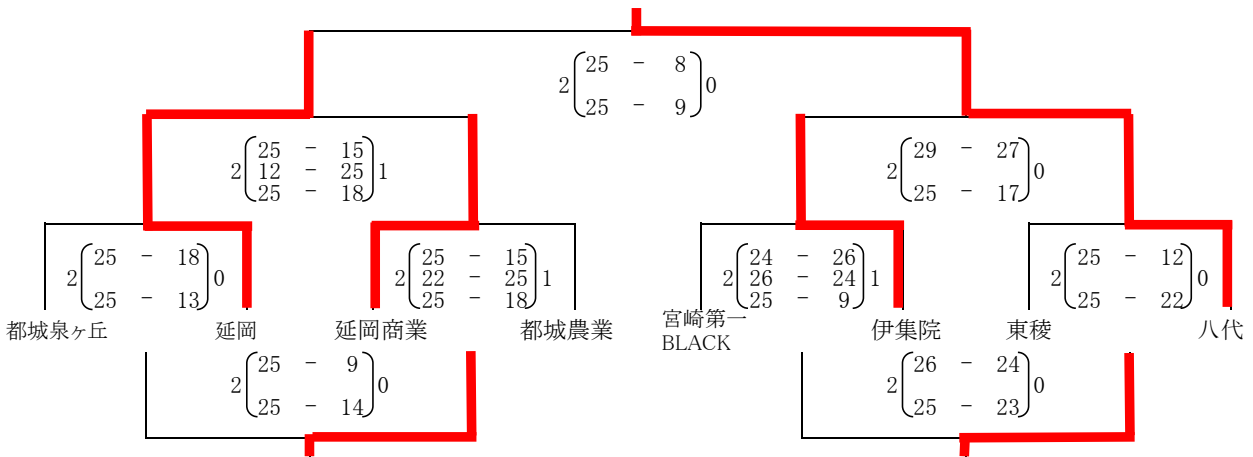 25 - 8
2 0
25 - 9
25 - 15
2 12 - 25 1
25 - 18
29 - 27
2 0
25 - 17
25 - 18
2 0
25 - 13
25 - 15
2 22 - 25 1
25 - 18
24 - 26
2 26 - 24 1
25 - 9
25 - 12
2 0
25 - 22
都城泉ヶ丘
延岡
延岡商業
都城農業
宮崎第一
BLACK
伊集院
東稜
八代
25 - 9
2 0
25 - 14
26 - 24
2 0
25 - 23